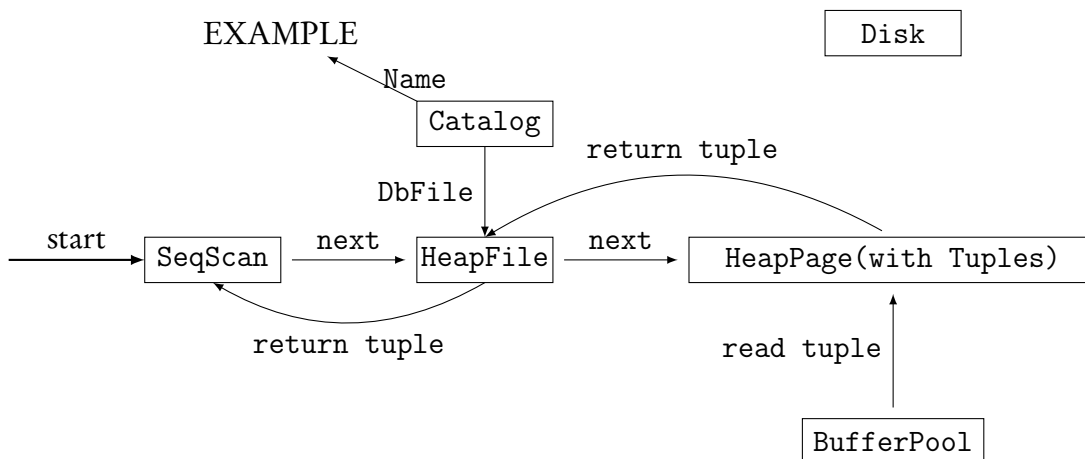 EXAMPLE
Disk
Name
Catalog
return tuple
DbFile
start
SeqScan
next
HeapFile
next
HeapPage(with Tuples)
return tuple
read tuple
BufferPool